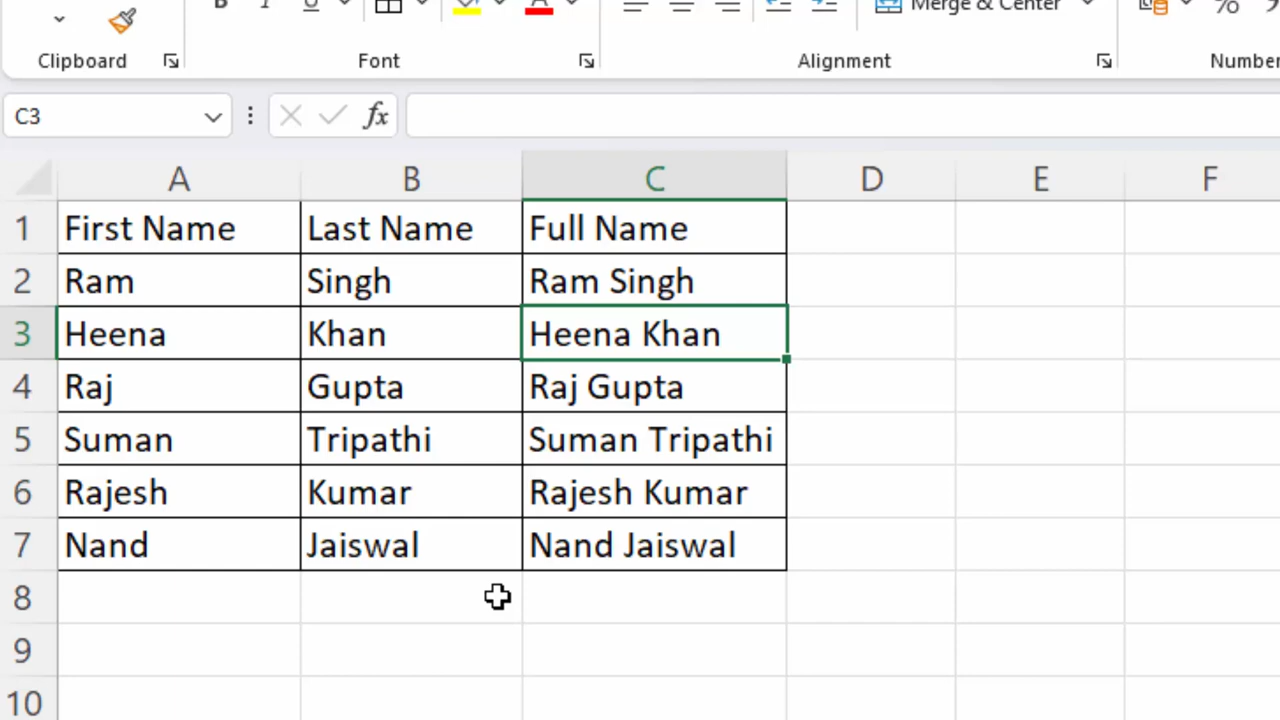 B I U A Merge & Center %
Clipboard Font Alignment Number
C3 fx
A B C D E F
1 First Name Last Name Full Name
2 Ram Singh Ram Singh
3 Heena Khan Heena Khan
4 Raj Gupta Raj Gupta
5 Suman Tripathi Suman Tripathi
6 Rajesh Kumar Rajesh Kumar
7 Nand Jaiswal Nand Jaiswal
8
9
10